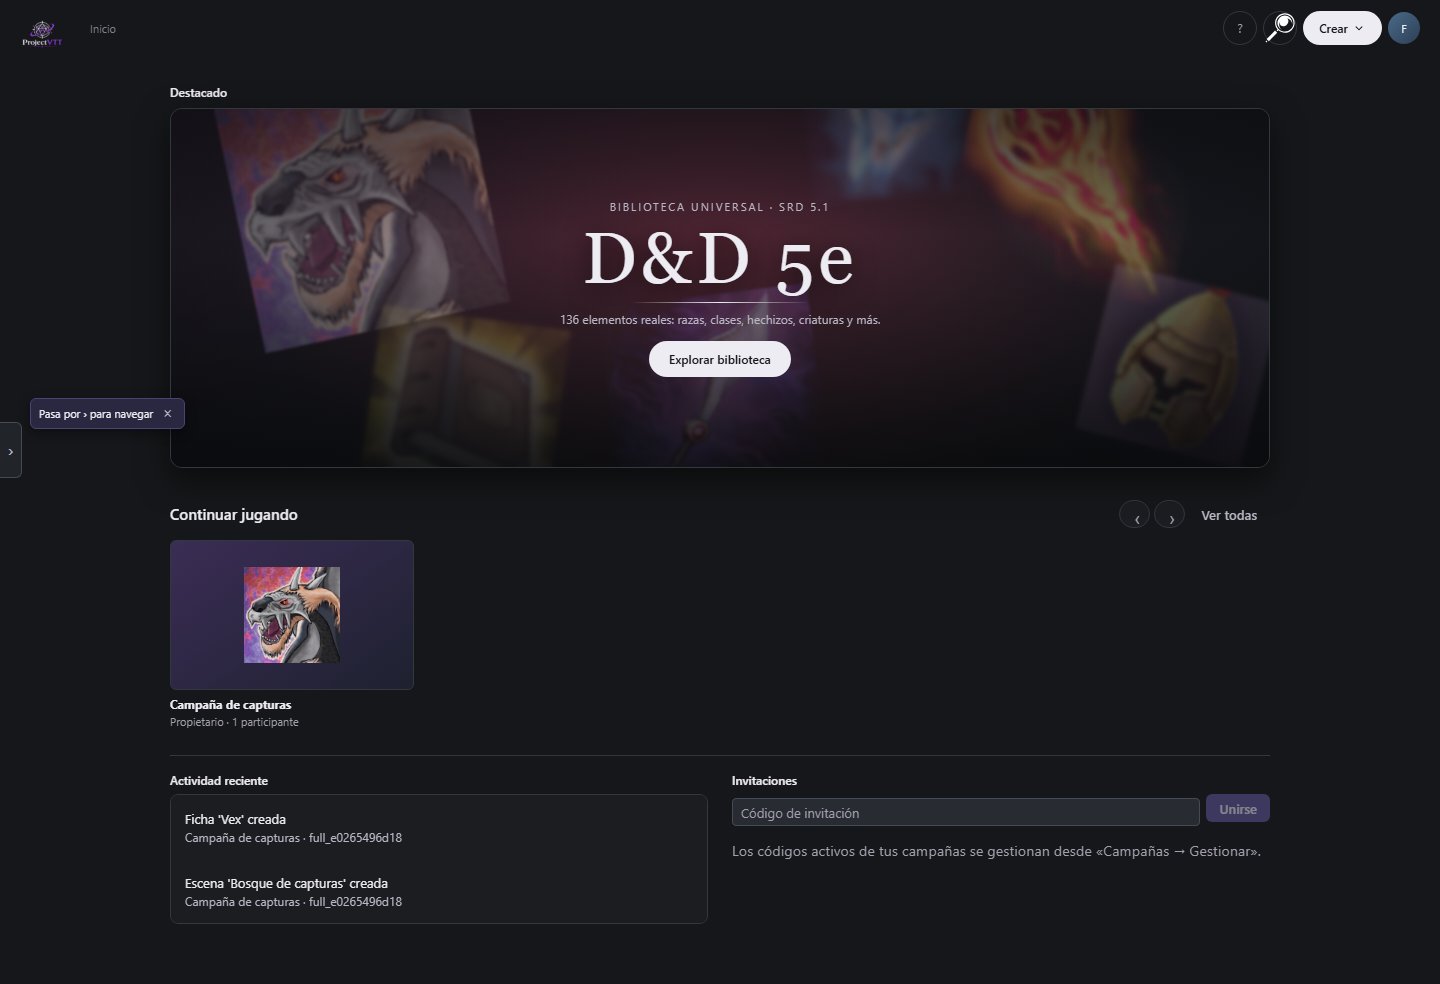 ProjectVTT
Inicio
?
Crear
F
Destacado
BIBLIOTECA UNIVERSAL · SRD 5.1
D&D 5e
136 elementos reales: razas, clases, hechizos, criaturas y más.
Explorar biblioteca
Pasa por › para navegar ×
›
Continuar jugando
‹ › Ver todas
Campaña de capturas
Propietario · 1 participante
Actividad reciente
Ficha 'Vex' creada
Campaña de capturas · full_e0265496d18
Escena 'Bosque de capturas' creada
Campaña de capturas · full_e0265496d18
Invitaciones
Código de invitación
Unirse
Los códigos activos de tus campañas se gestionan desde «Campañas → Gestionar».